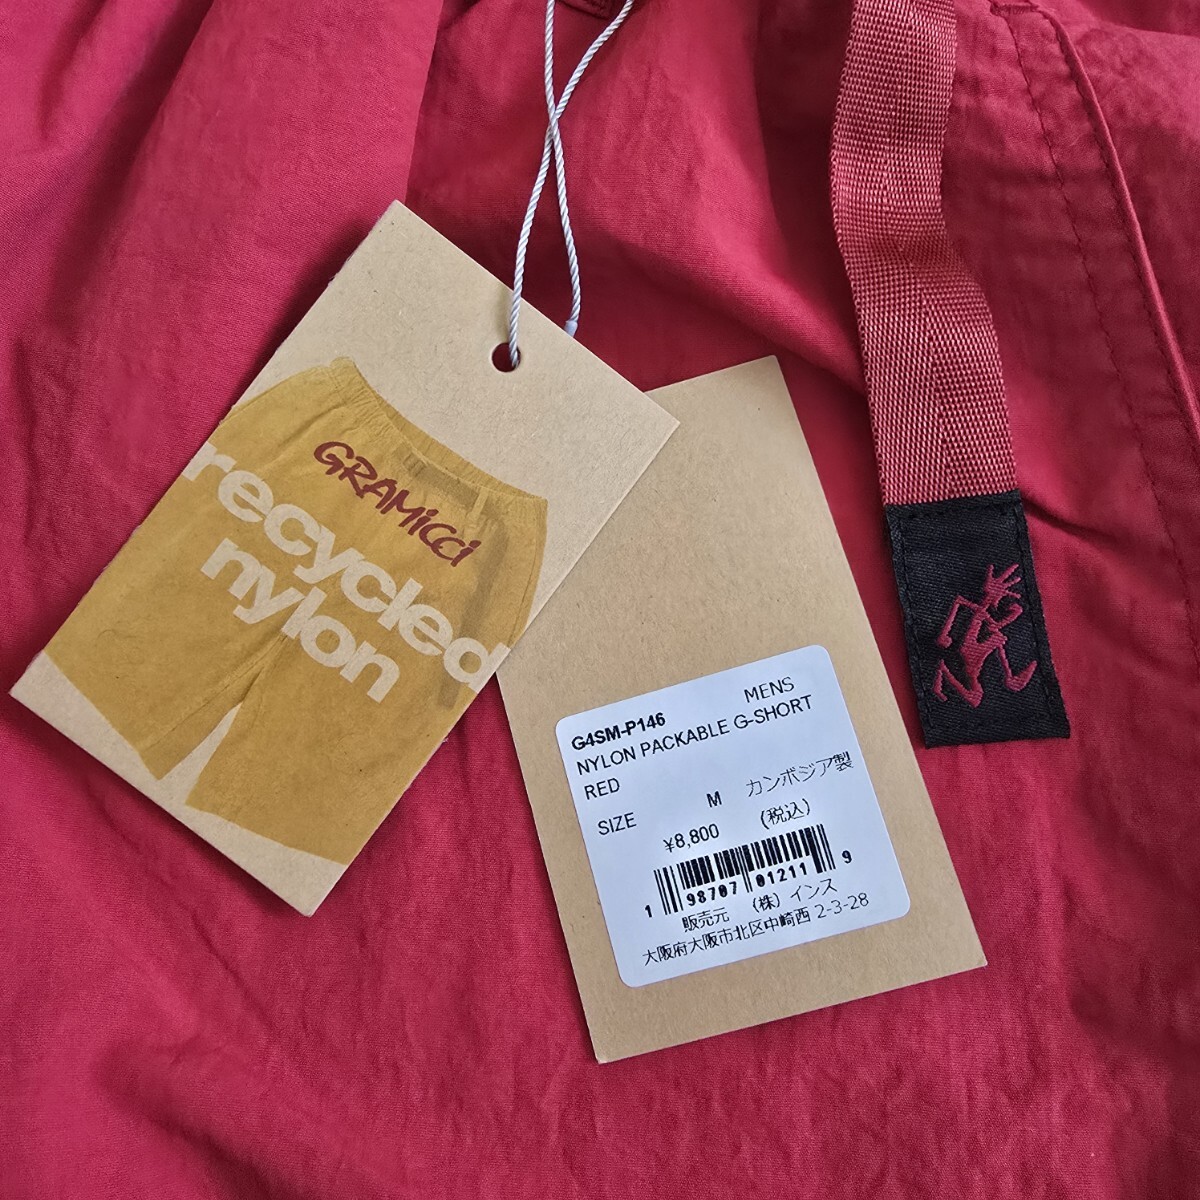 GRAMiCCi
recycled
nylon
G4SM-P146 MENS
NYLON PACKABLE G-SHORT
RED
SIZE M カンボジア製
¥8,800 (税込)
1 98707 01211 9
販売元 (株) インス
大阪府大阪市北区中崎西 2-3-28